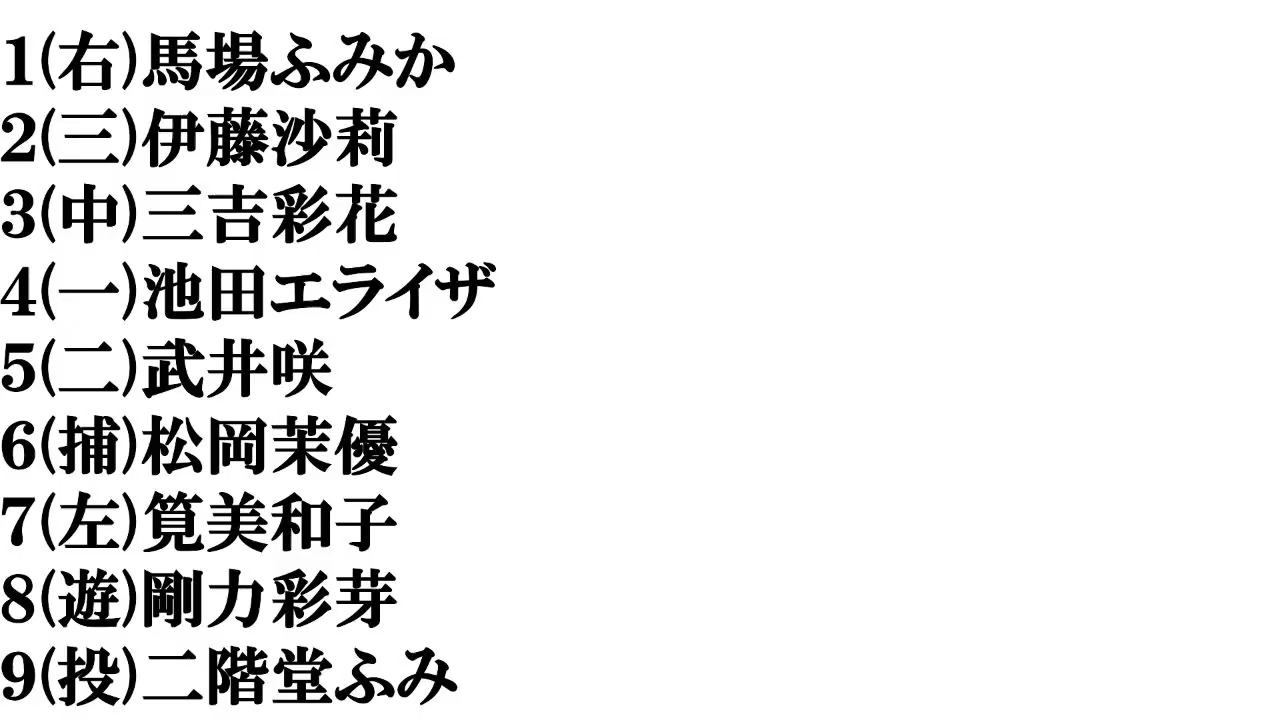 1(右)馬場ふみか
2(三)伊藤沙莉
3(中)三吉彩花
4(一)池田エライザ
5(二)武井咲
6(捕)松岡茉優
7(左)筧美和子
8(遊)剛力彩芽
9(投)二階堂ふみ